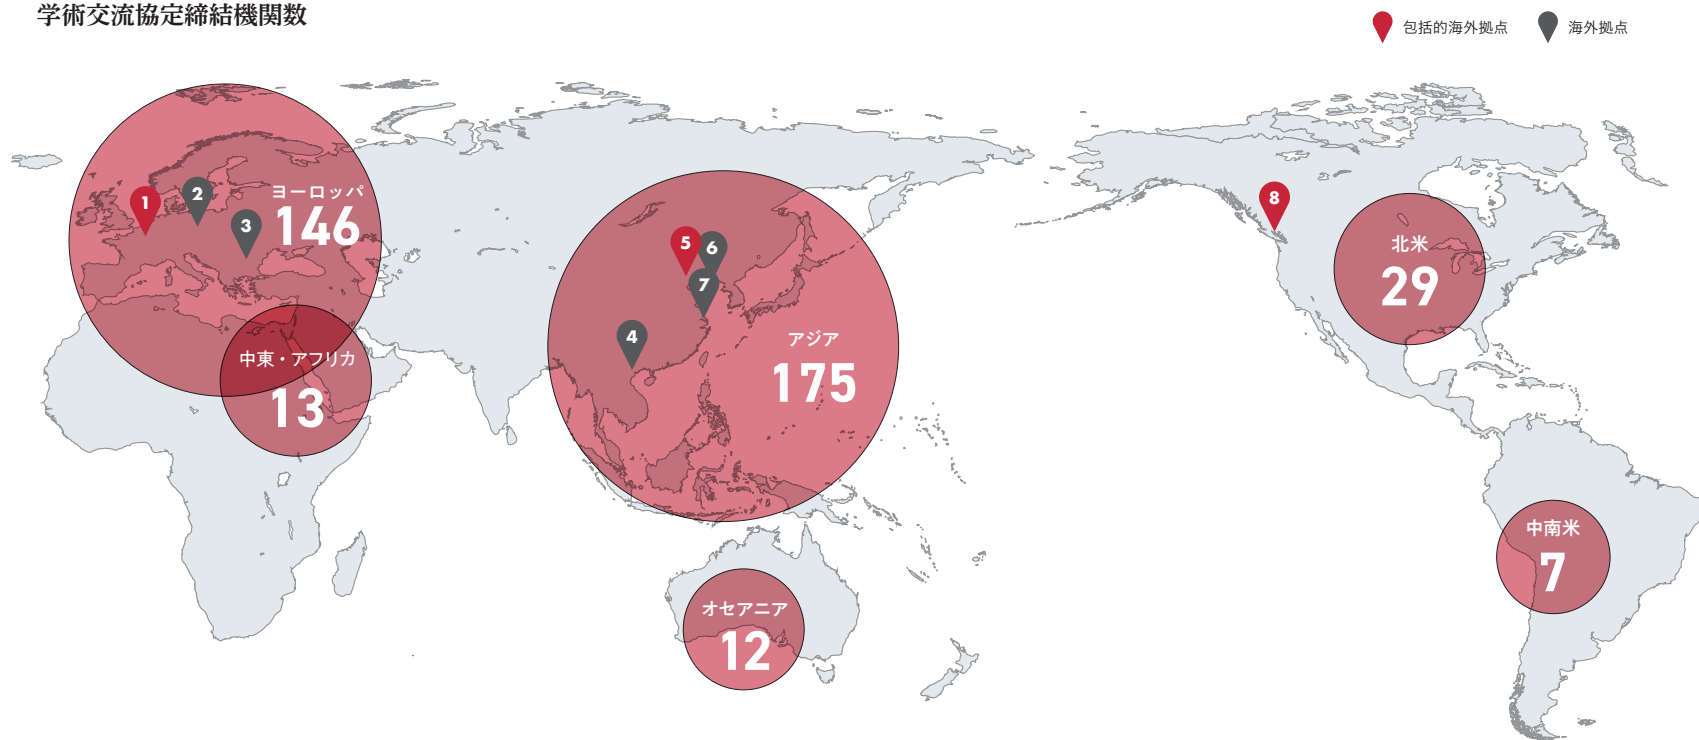 学術交流協定締結機関数
包括的海外拠点
海外拠点
1
2
3
ヨーロッパ
146
中東・アフリカ
13
5
6
7
4
アジア
175
オセアニア
12
8
北米
29
中南米
7